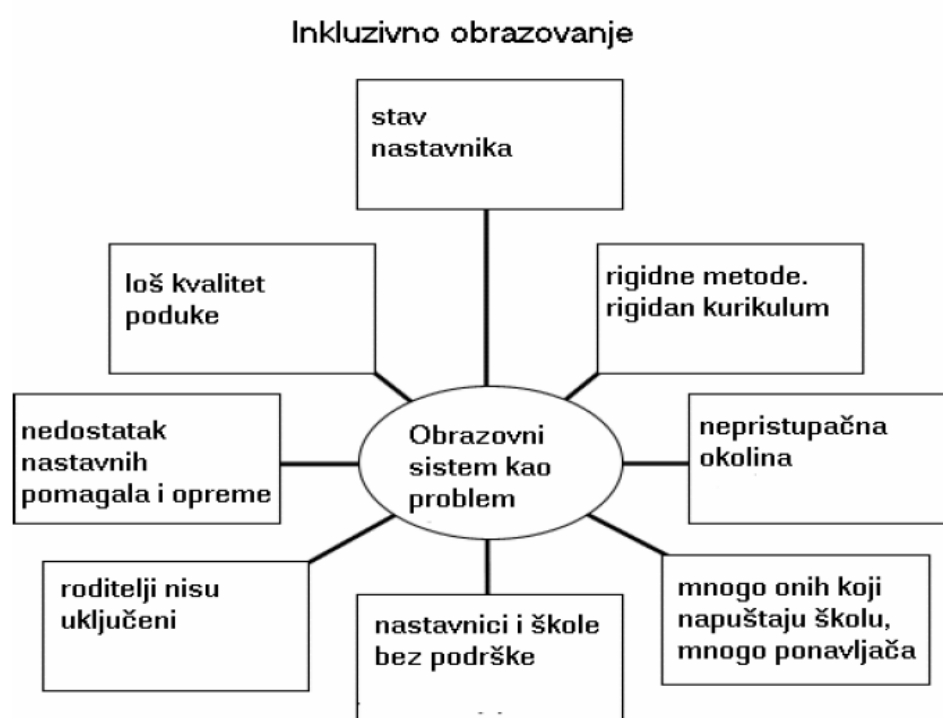 Inkluzivno obrazovanje
stav
nastavnika
loš kvalitet
poduke
rigidne metode.
rigidan kurikulum
nedostatak
nastavnih
pomagala i opreme
Obrazovni
sistem kao
problem
nepristupačna
okolina
roditelji nisu
uključeni
nastavnici i škole
bez podrške
mnogo onih koji
napuštaju školu,
mnogo ponavljača